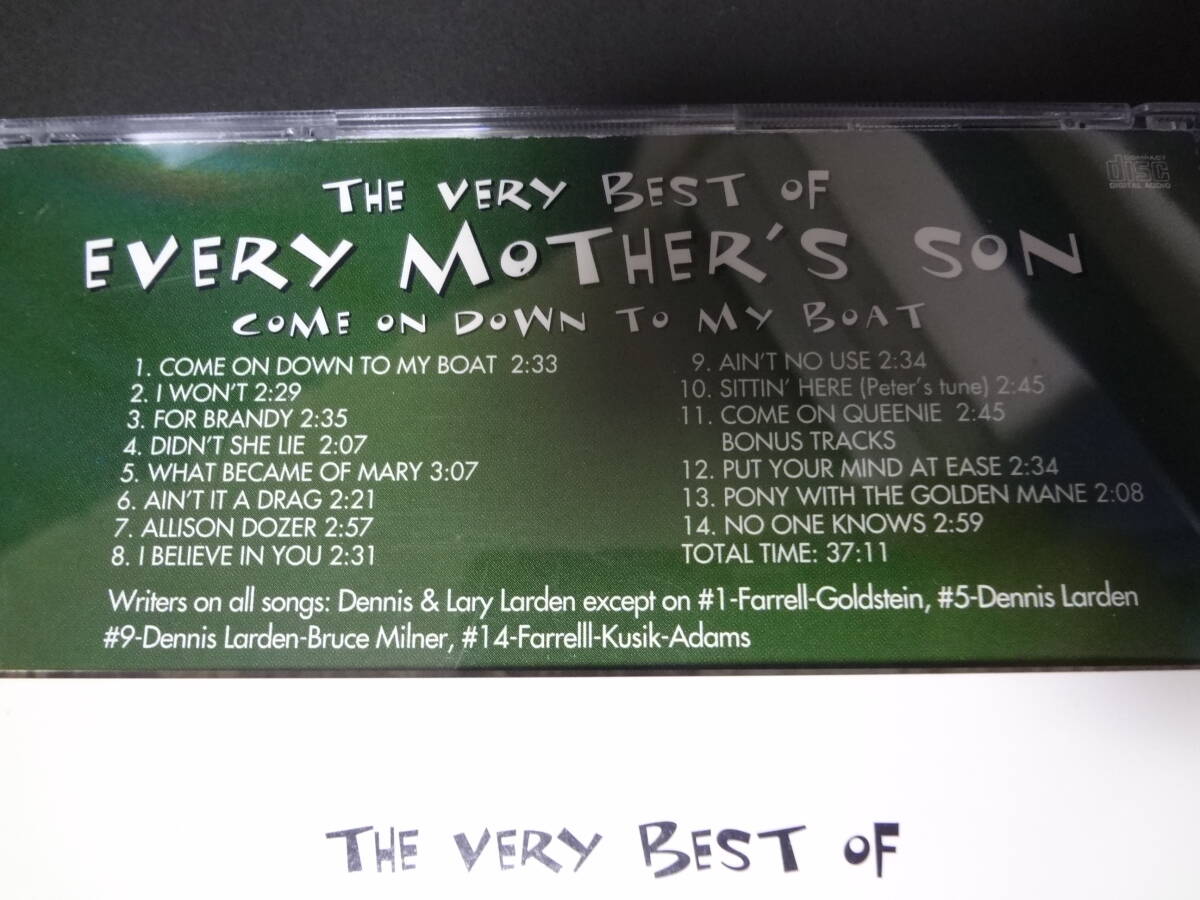 COMPACT
disc
DIGITAL AUDIO
THE VERY BEST OF
EVERY MOTHER'S SON
COME ON DOWN TO MY BOAT
1. COME ON DOWN TO MY BOAT 2:33
2. I WON'T 2:29
3. FOR BRANDY 2:35
4. DIDN'T SHE LIE 2:07
5. WHAT BECAME OF MARY 3:07
6. AIN'T IT A DRAG 2:21
7. ALLISON DOZER 2:57
8. I BELIEVE IN YOU 2:31
9. AIN'T NO USE 2:34
10. SITTIN' HERE (Peter's tune) 2:45
11. COME ON QUEENIE 2:45
BONUS TRACKS
12. PUT YOUR MIND AT EASE 2:34
13. PONY WITH THE GOLDEN MANE 2:08
14. NO ONE KNOWS 2:59
TOTAL TIME: 37:11
Writers on all songs: Dennis & Lary Larden except on #1-Farrell-Goldstein, #5-Dennis Larden
#9-Dennis Larden-Bruce Milner, #14-Farrelll-Kusik-Adams
THE VERY BEST OF